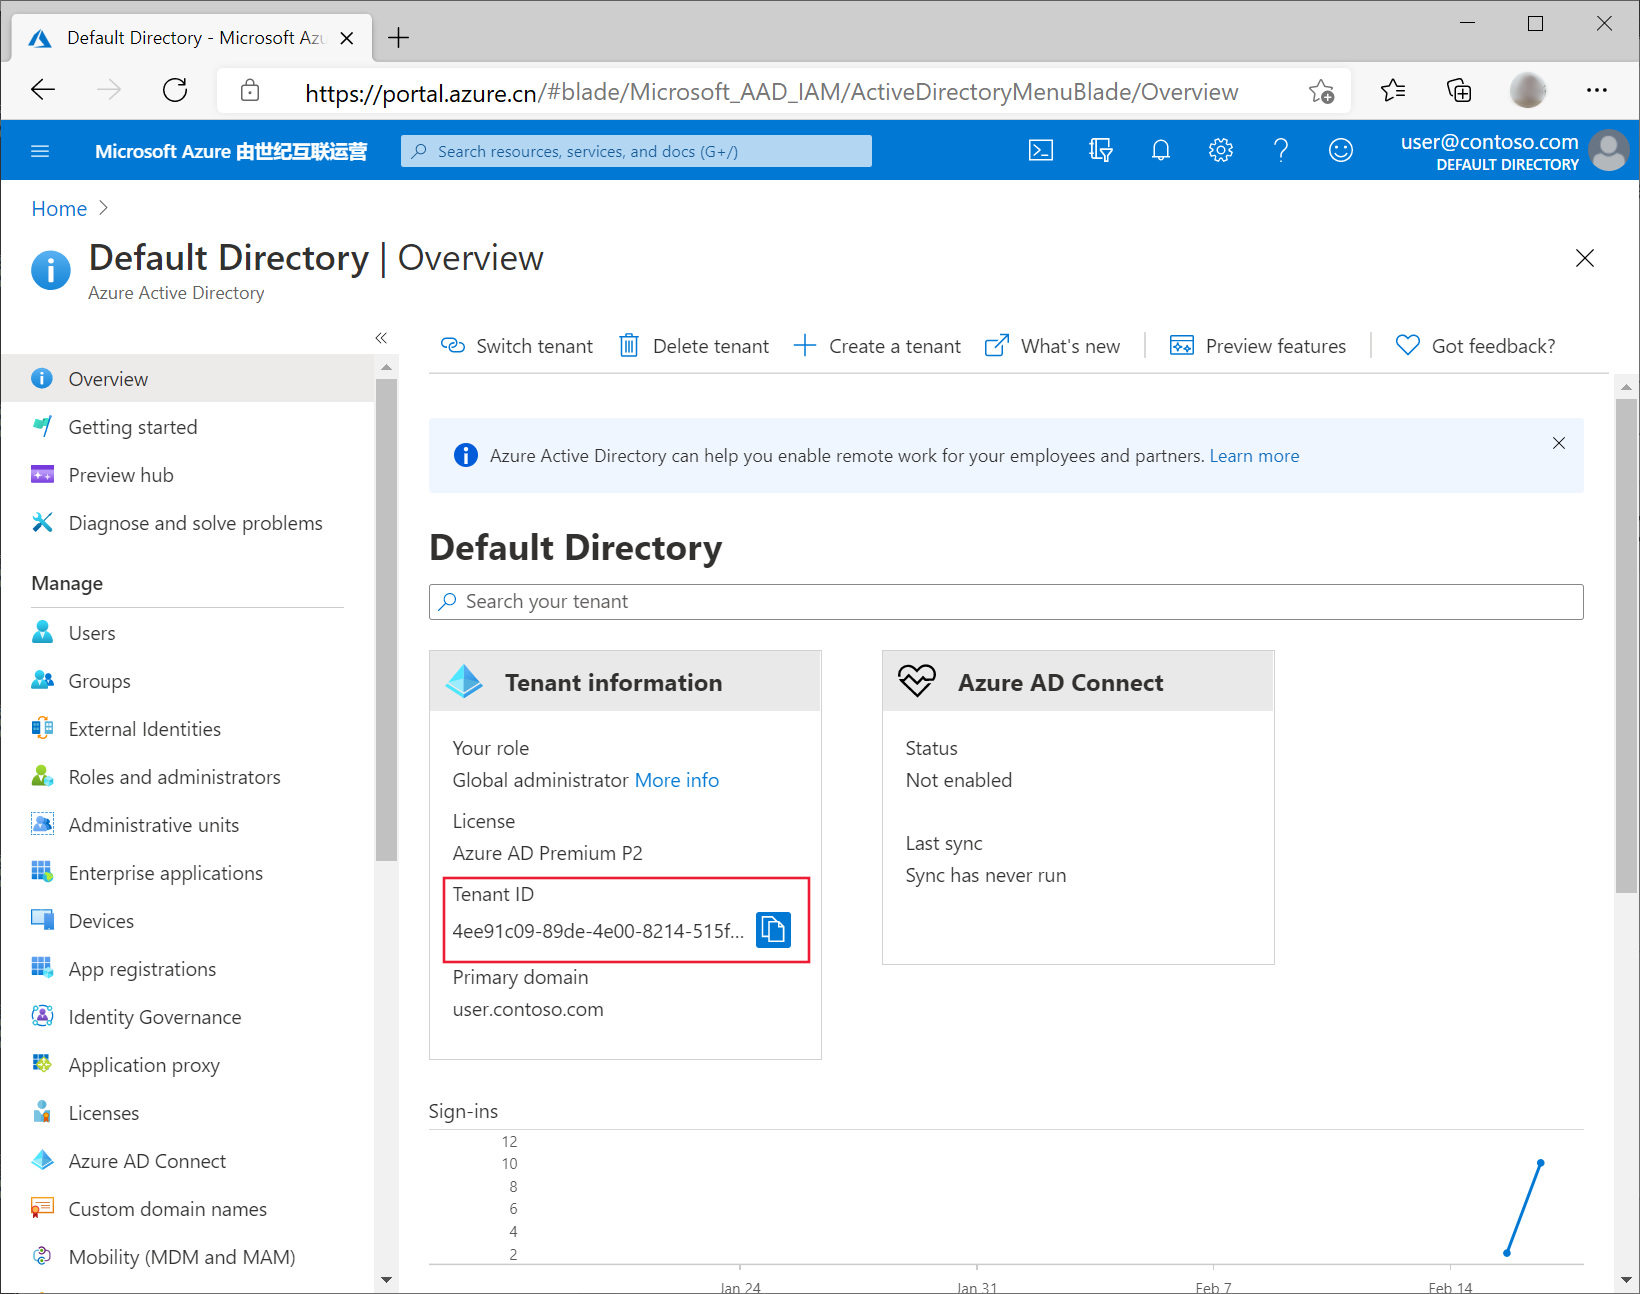 Default Directory - Microsoft Azu
https://portal.azure.cn/#blade/Microsoft_AAD_IAM/ActiveDirectoryMenuBlade/Overview
Microsoft Azure 由世纪互联运营
Search resources, services, and docs (G+/)
user@contoso.com
DEFAULT DIRECTORY
Home
Default Directory | Overview
Azure Active Directory
Switch tenant
Delete tenant
Create a tenant
What's new
Preview features
Got feedback?
Overview
Getting started
Preview hub
Diagnose and solve problems
Manage
Users
Groups
External Identities
Roles and administrators
Administrative units
Enterprise applications
Devices
App registrations
Identity Governance
Application proxy
Licenses
Azure AD Connect
Custom domain names
Mobility (MDM and MAM)
Azure Active Directory can help you enable remote work for your employees and partners. Learn more
Default Directory
Search your tenant
Tenant information
Your role
Global administrator More info
License
Azure AD Premium P2
Tenant ID
4ee91c09-89de-4e00-8214-515f...
Primary domain
user.contoso.com
Azure AD Connect
Status
Not enabled
Last sync
Sync has never run
Sign-ins
12
10
8
6
4
2
Jan 24
Jan 31
Feb 7
Feb 14